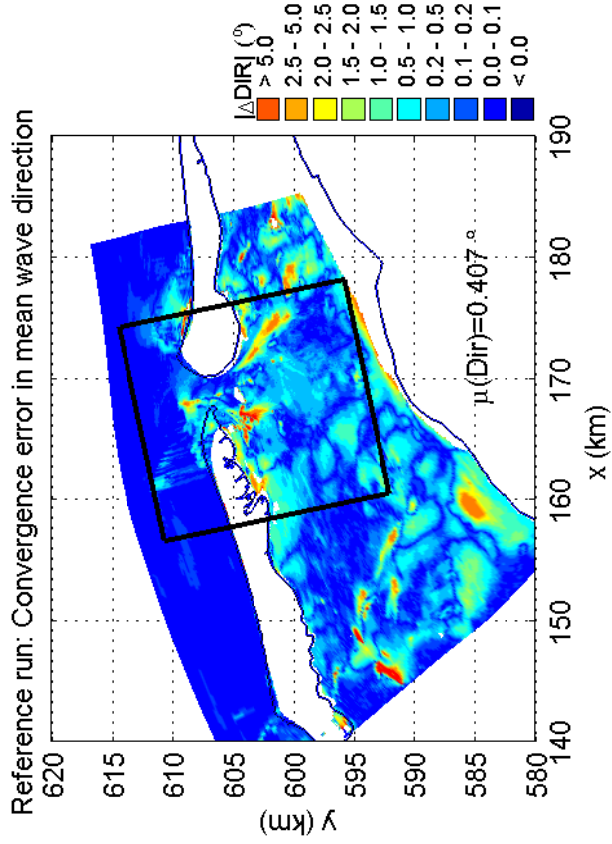 Reference run: Convergence error in mean wave direction
|△DIR| (°)
> 5.0
2.5 - 5.0
2.0 - 2.5
1.5 - 2.0
1.0 - 1.5
0.5 - 1.0
0.2 - 0.5
0.1 - 0.2
0.0 - 0.1
< 0.0
620
615
610
605
600
595
590
585
580
y (km)
μ(Dir)=0.407 °
140
150
160
170
180
190
x (km)